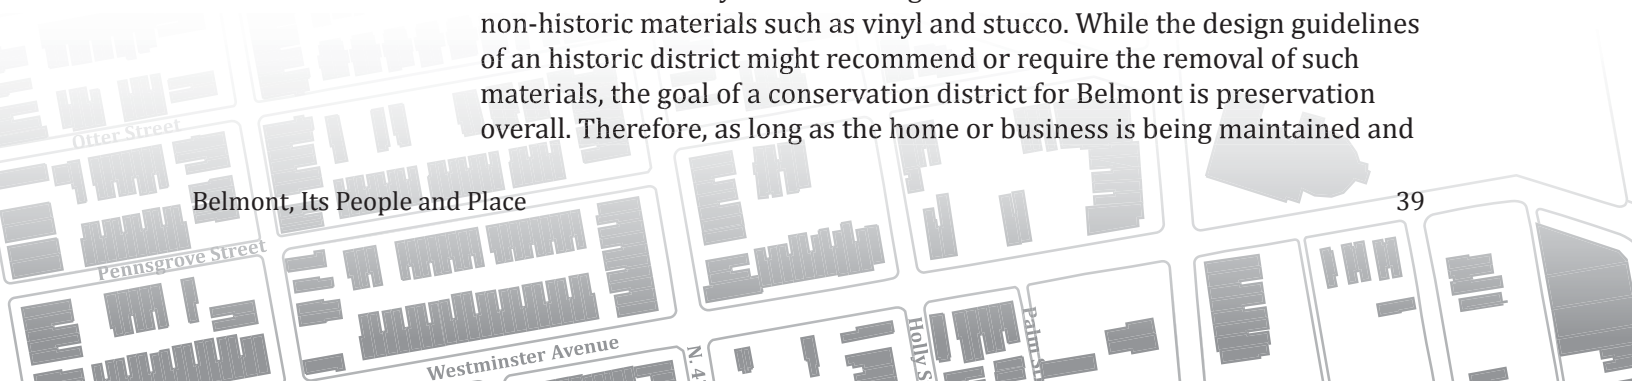 non-historic materials such as vinyl and stucco. While the design guidelines
of an historic district might recommend or require the removal of such
materials, the goal of a conservation district for Belmont is preservation
overall. Therefore, as long as the home or business is being maintained and
Otter Street
Belmont, Its People and Place
39
Pennsgrove Street
Westminster Avenue
N. 4
Holly S
Palm